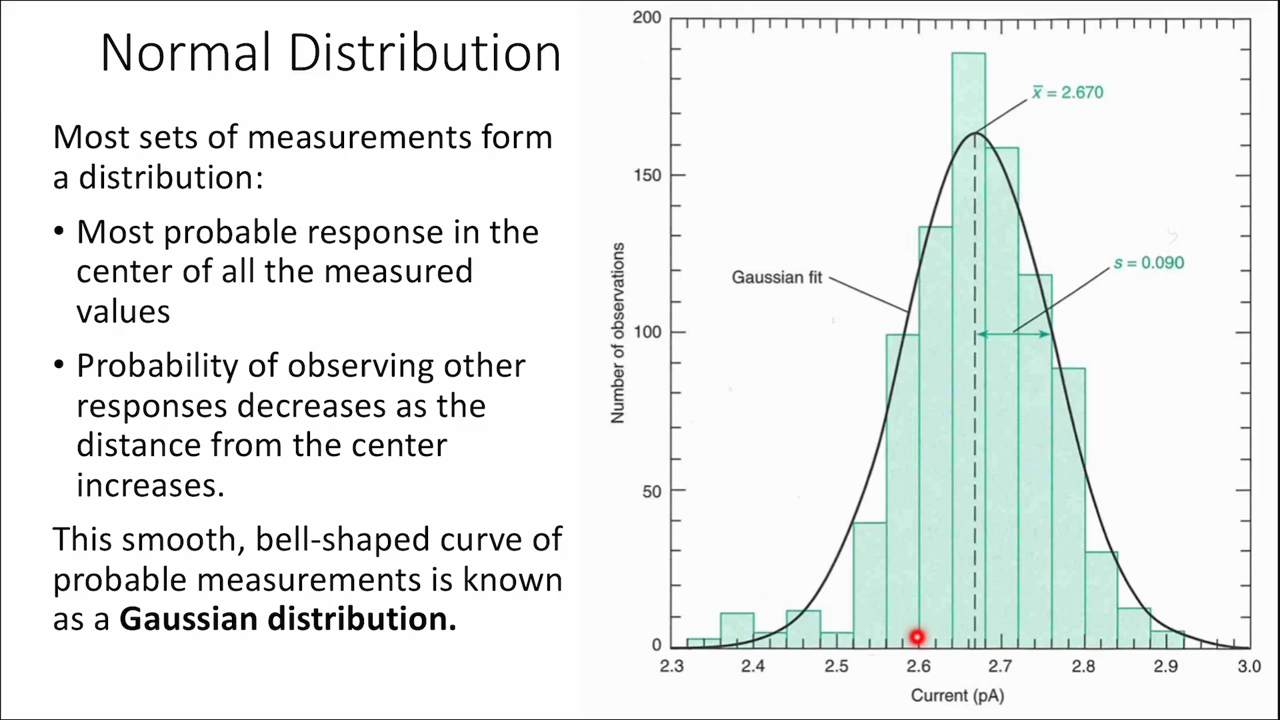 Normal Distribution
Most sets of measurements form
a distribution:
• Most probable response in the
center of all the measured
values
• Probability of observing other
responses decreases as the
distance from the center
increases.
This smooth, bell-shaped curve of
probable measurements is known
as a Gaussian distribution.
200
x̄ = 2.670
150
s = 0.090
Gaussian fit
Number of observations
100
50
0
2.3 2.4 2.5 2.6 2.7 2.8 2.9 3.0
Current (pA)